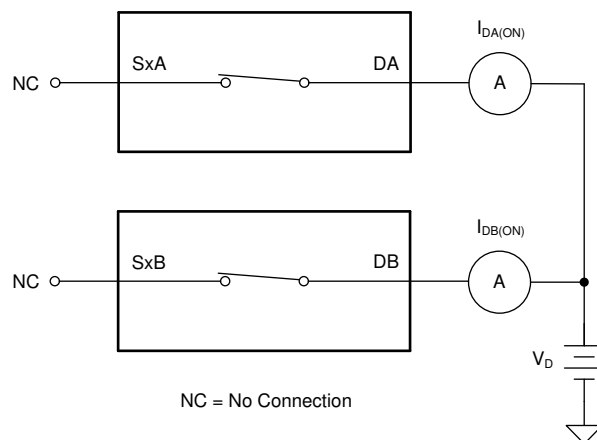 I_DA(ON)
SxA DA
NC A
I_DB(ON)
SxB DB
NC A
V_D
NC = No Connection